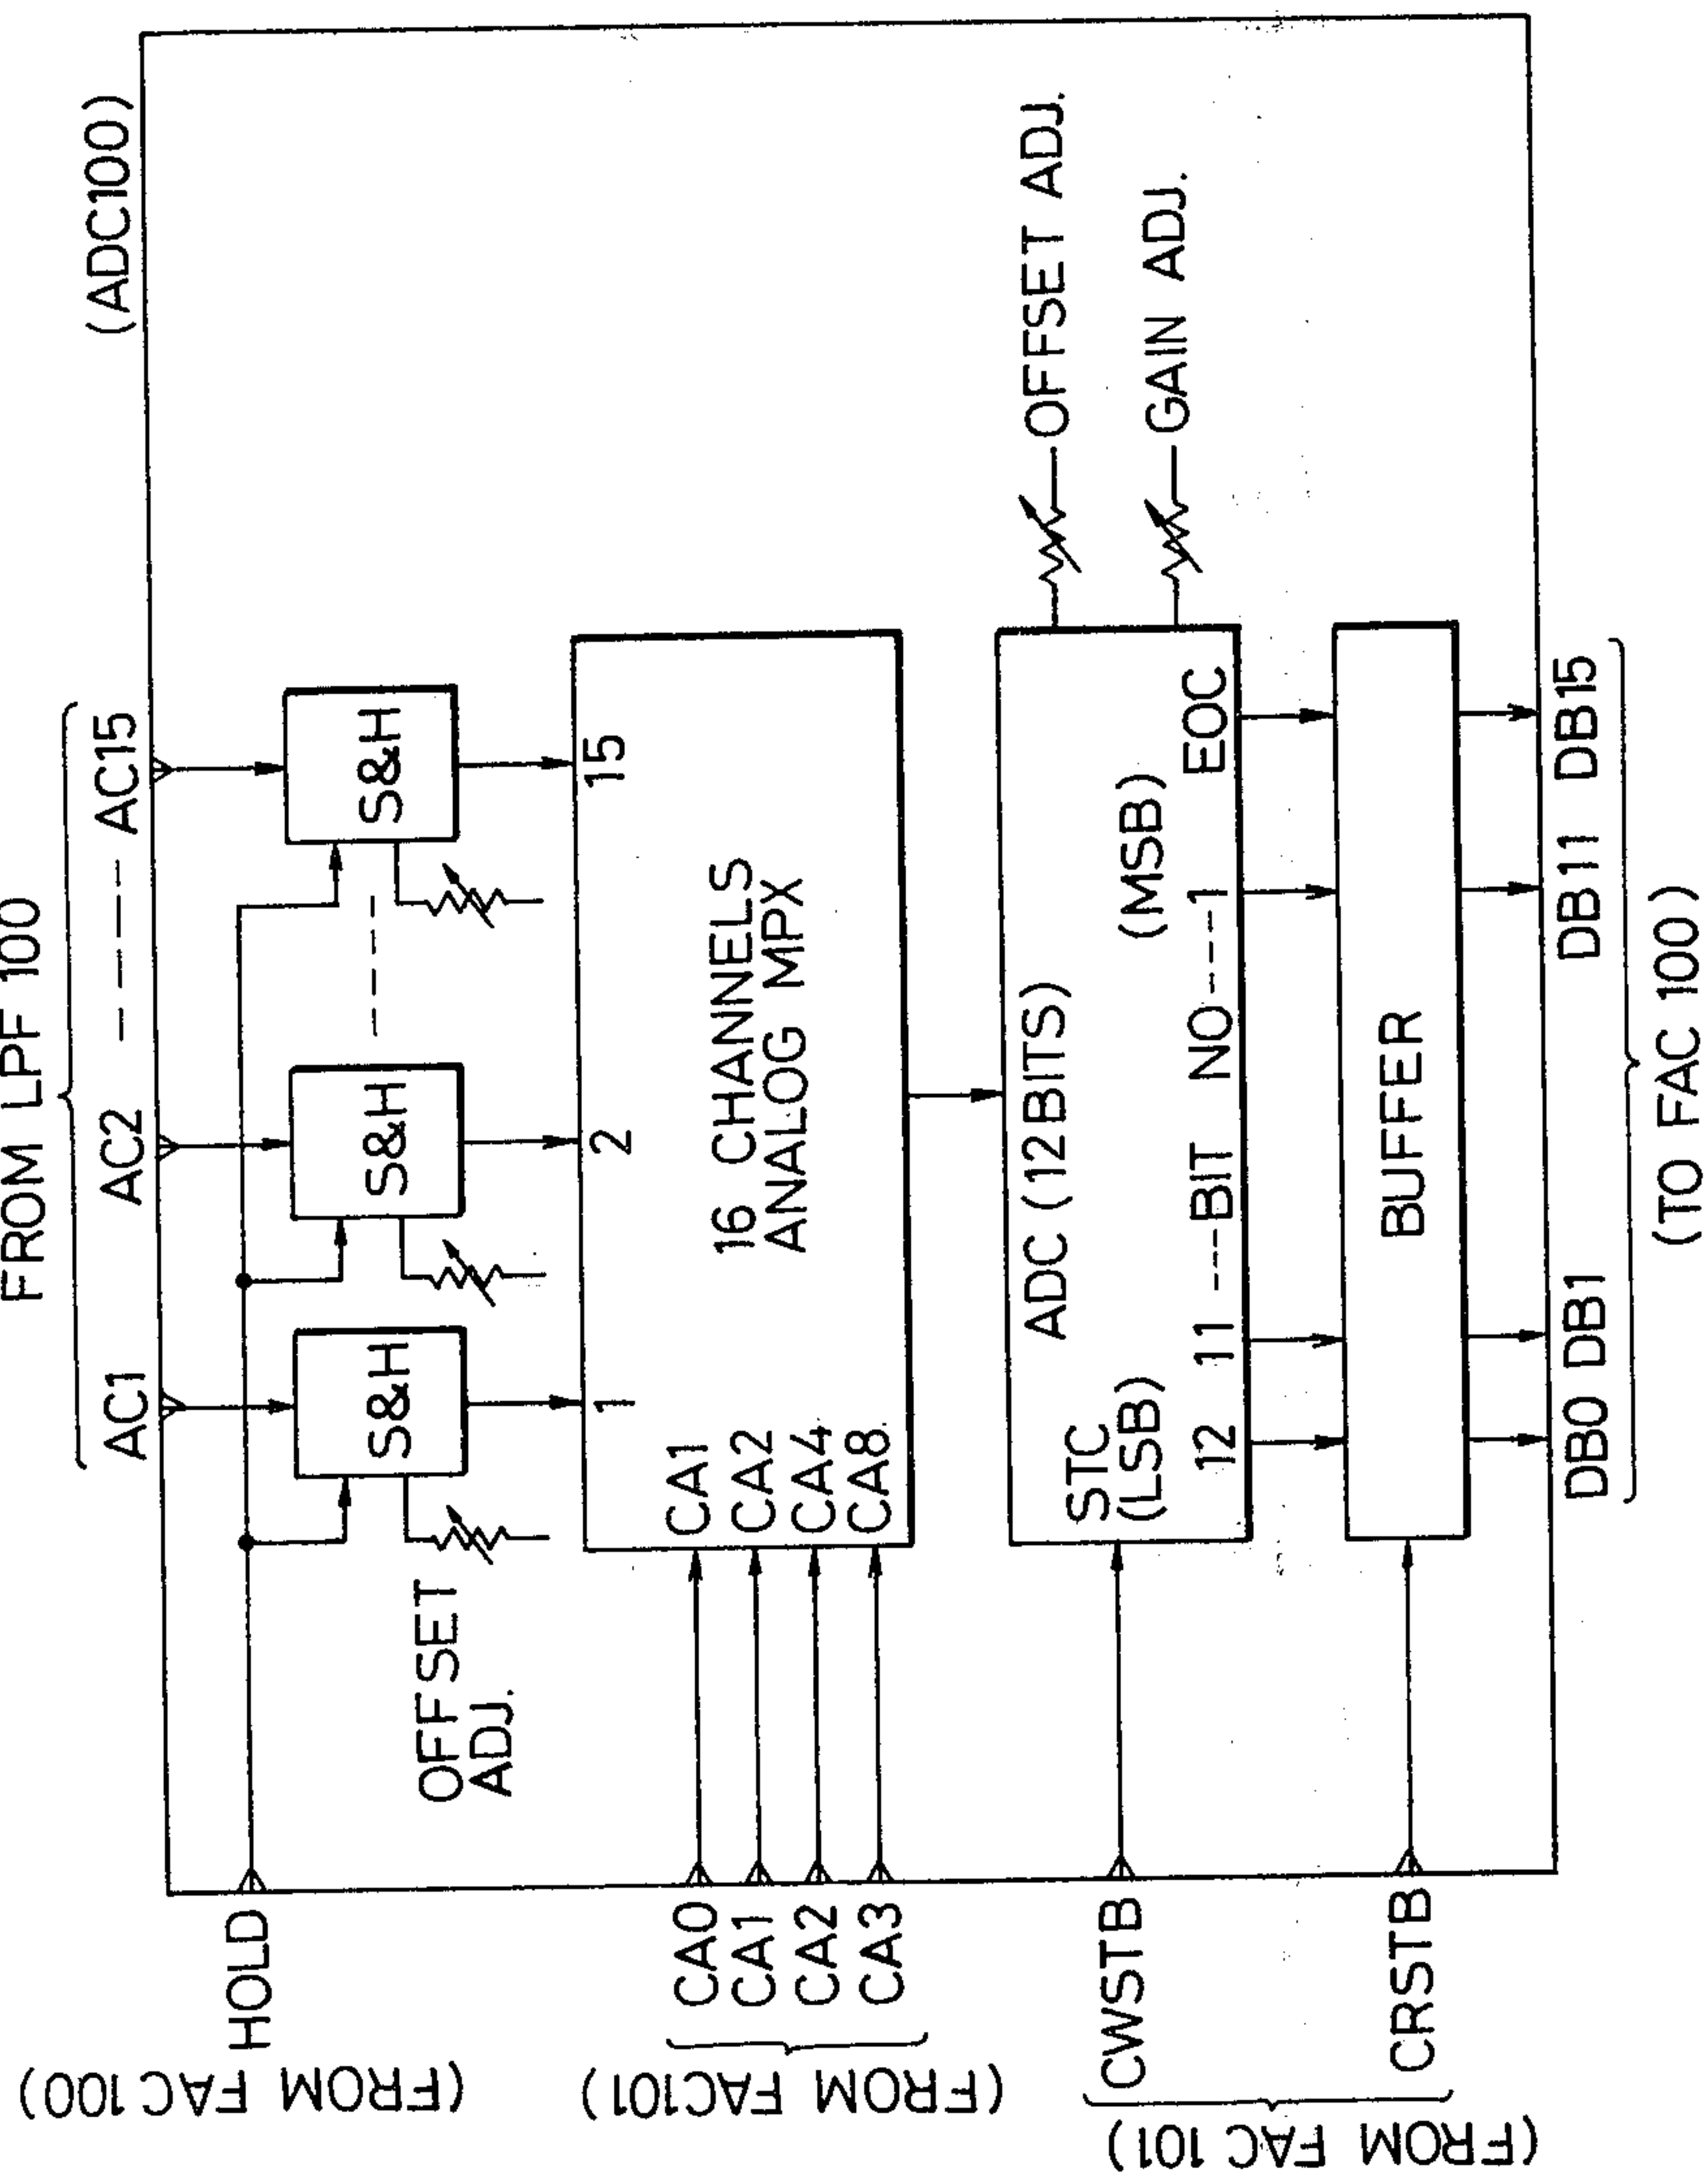 (ADC100)
FROM LPF 100
AC1
AC2
AC15
HOLD
(FROM FAC 100)
S&H
S&H
S&H
OFFSET
ADJ.
1
2
15
16 CHANNELS
ANALOG MPX
CA1
CA2
CA4
CA8
CA0
CA1
CA2
CA3
(FROM FAC101)
ADC (12BITS)
STC
(LSB)
(MSB)
12 11 ---BIT NO---1 EOC
OFFSET ADJ.
GAIN ADJ.
CWSTB
CRSTB
(FROM FAC 101)
BUFFER
DB0 DB1 DB11 DB15
(TO FAC 100)